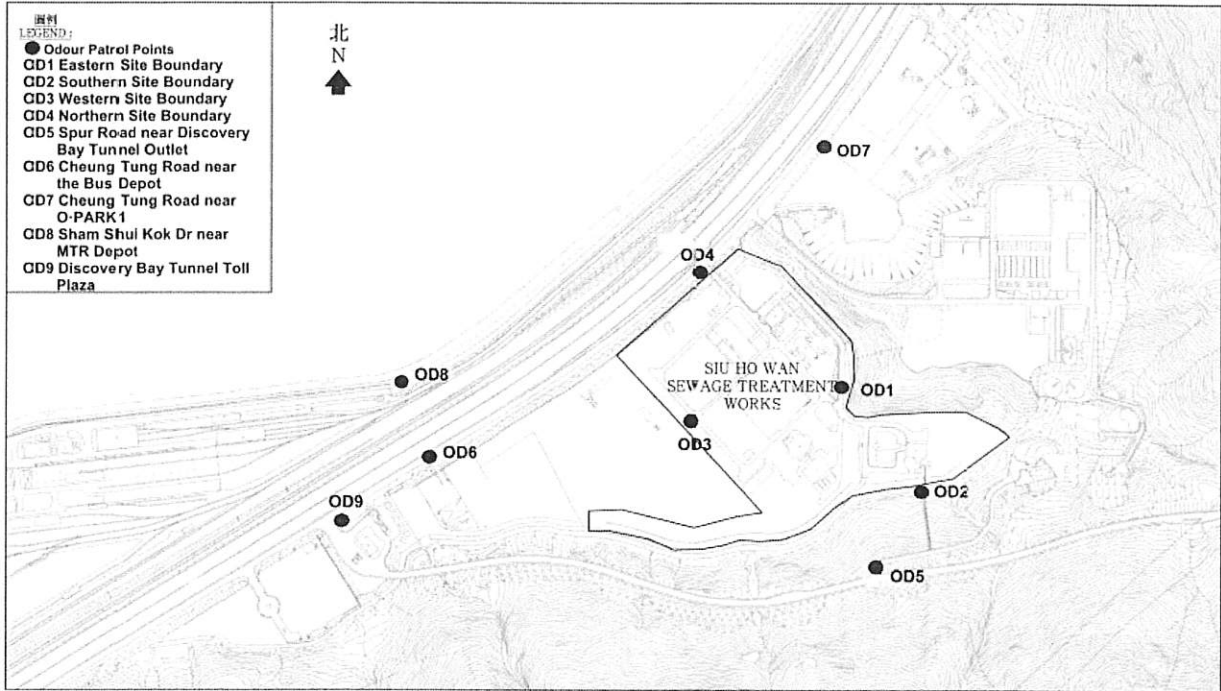 圖例
LEGEND:
Odour Patrol Points
OD1 Eastern Site Boundary
OD2 Southern Site Boundary
OD3 Western Site Boundary
OD4 Northern Site Boundary
OD5 Spur Road near Discovery
Bay Tunnel Outlet
OD6 Cheung Tung Road near
the Bus Depot
OD7 Cheung Tung Road near
O·PARK1
OD8 Sham Shui Kok Dr near
MTR Depot
OD9 Discovery Bay Tunnel Toll
Plaza
北
N
OD7
OD4
OD8
SIU HO WAN
SEWAGE TREATMENT
WORKS
OD1
OD3
OD6
OD2
OD9
OD5